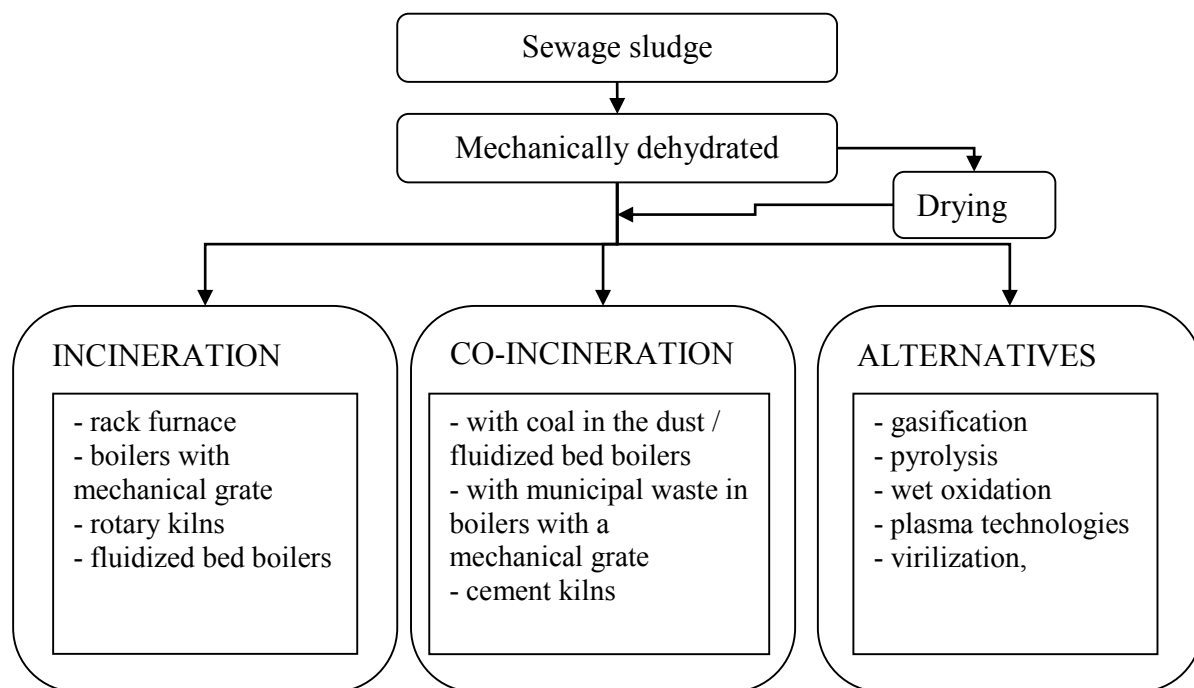 Sewage sludge
Mechanically dehydrated
Drying
INCINERATION
- rack furnace
- boilers with
mechanical grate
- rotary kilns
- fluidized bed boilers
CO-INCINERATION
- with coal in the dust /
fluidized bed boilers
- with municipal waste in
boilers with a
mechanical grate
- cement kilns
ALTERNATIVES
- gasification
- pyrolysis
- wet oxidation
- plasma technologies
- virilization,